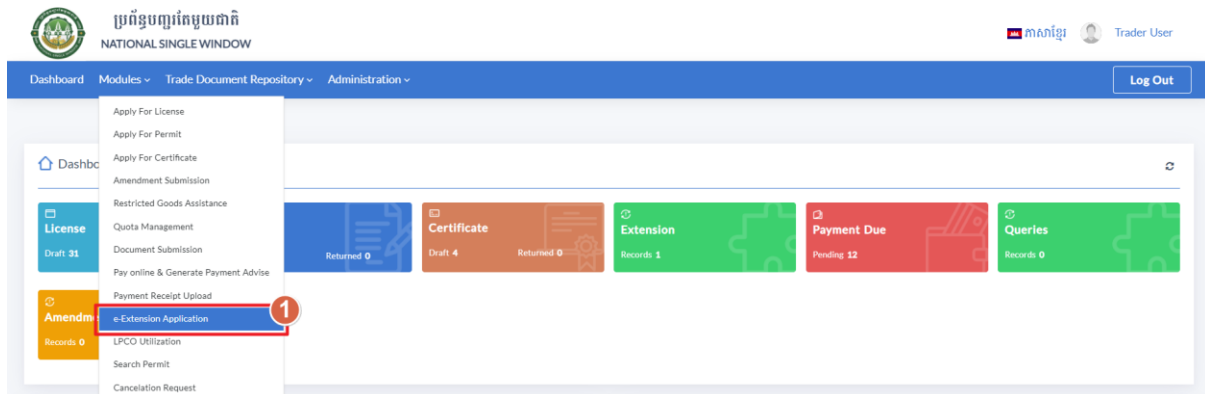 ប្រព័ន្ធបញ្ជរតែមួយជាតិ
NATIONAL SINGLE WINDOW
ភាសាខ្មែរ Trader User
Dashboard Modules Trade Document Repository Administration Log Out
Apply For License
Apply For Permit
Dashbo
Apply For Certificate
Amendment Submission
Restricted Goods Assistance
Quota Management
Document Submission
Pay online & Generate Payment Advise
Payment Receipt Upload
e-Extension Application
1
LPCO Utilization
Search Permit
Cancelation Request
License
Draft 31
Returned 0
Certificate
Draft 4 Returned 0
Extension
Records 1
Payment Due
Pending 12
Queries
Records 0
Amendme
Records 0